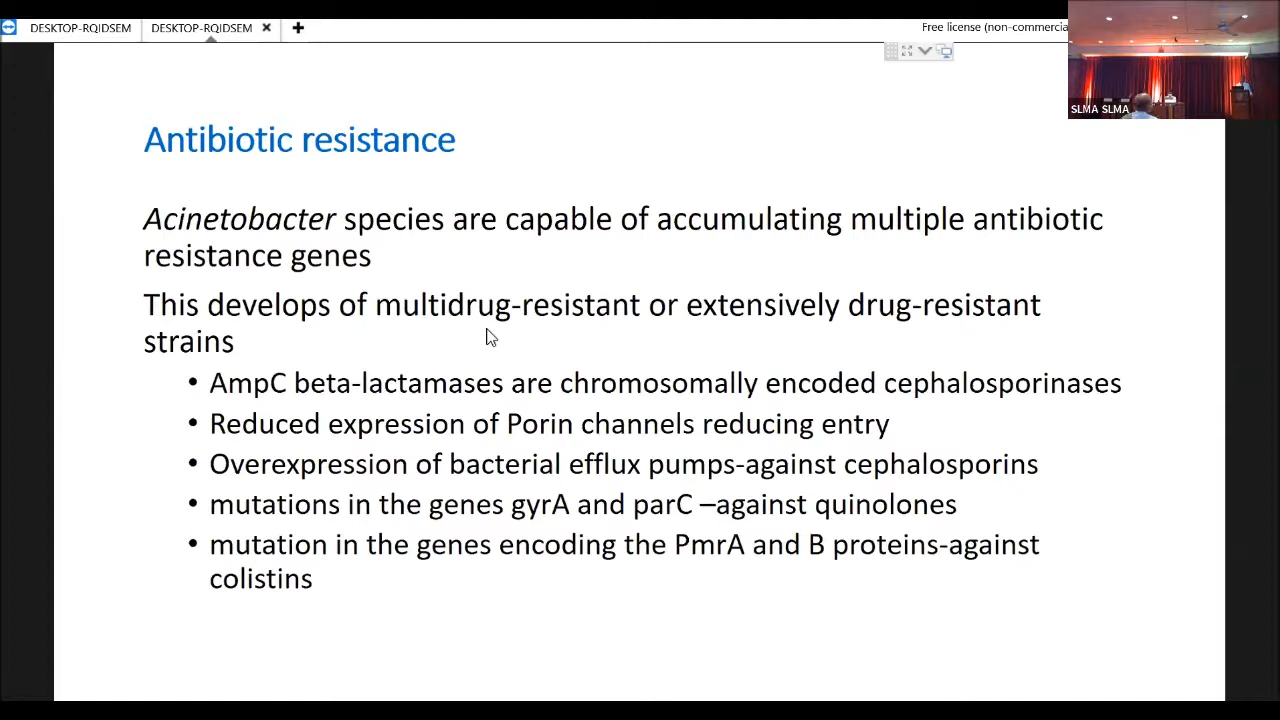 DESKTOP-RQIDSEM
DESKTOP-RQIDSEM
Free license (non-commercia
SLMA SLMA
Antibiotic resistance
Acinetobacter species are capable of accumulating multiple antibiotic
resistance genes
This develops of multidrug-resistant or extensively drug-resistant
strains
• AmpC beta-lactamases are chromosomally encoded cephalosporinases
• Reduced expression of Porin channels reducing entry
• Overexpression of bacterial efflux pumps-against cephalosporins
• mutations in the genes gyrA and parC –against quinolones
• mutation in the genes encoding the PmrA and B proteins-against
colistins